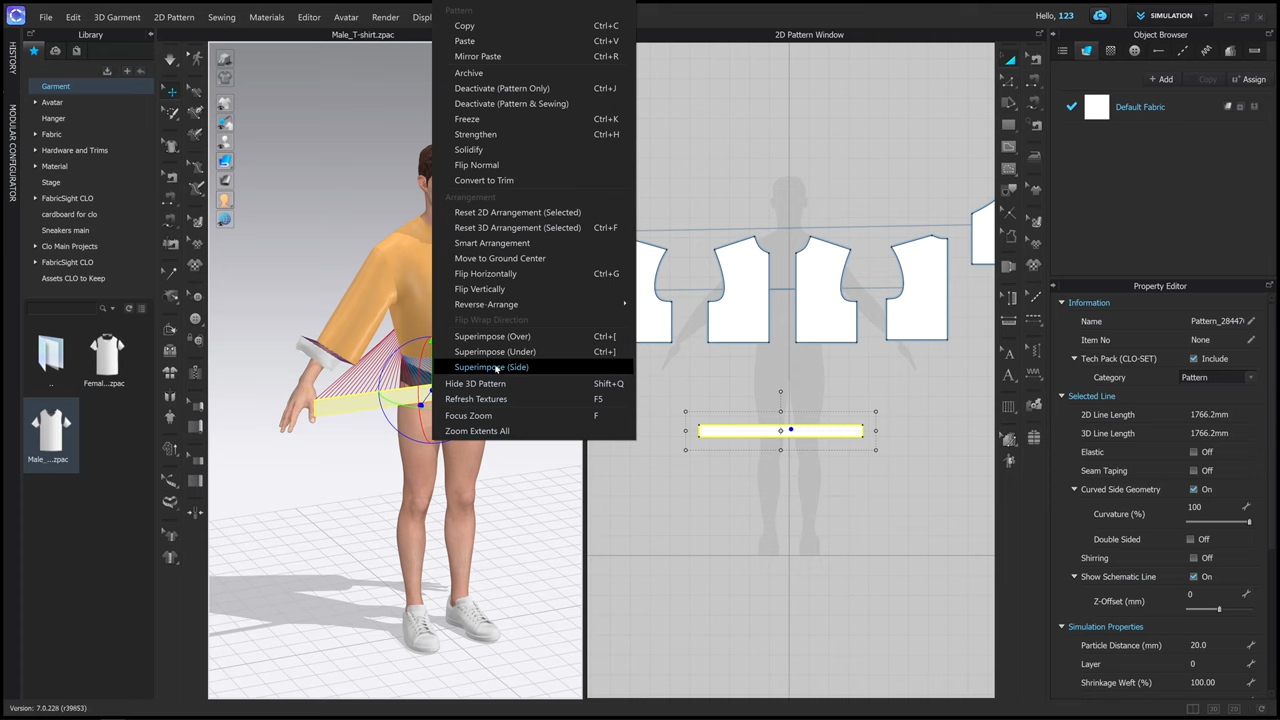 File Edit 3D Garment 2D Pattern Sewing Materials Editor Avatar Render
Hello, 123
SIMULATION
Library
Male_T-shirt.zpac
2D Pattern Window
Object Browser
HISTORY
MODULAR CONFIGURATOR
Garment
Avatar
Hanger
Fabric
Hardware and Trims
Material
Stage
FabricSight CLO
cardboard for clo
Sneakers main
Clo Main Projects
FabricSight CLO
Assets CLO to Keep
..
Femal...zpac
Male_...zpac
Pattern
Copy Ctrl+C
Paste Ctrl+V
Mirror Paste Ctrl+R
Archive
Deactivate (Pattern Only) Ctrl+J
Deactivate (Pattern & Sewing)
Freeze Ctrl+K
Strengthen Ctrl+H
Solidify
Flip Normal
Convert to Trim
Arrangement
Reset 2D Arrangement (Selected)
Reset 3D Arrangement (Selected) Ctrl+F
Smart Arrangement
Move to Ground Center
Flip Horizontally Ctrl+G
Flip Vertically
Reverse-Arrange
Flip Wrap Direction
Superimpose (Over) Ctrl+[
Superimpose (Under) Ctrl+]
Superimpose (Side)
Hide 3D Pattern Shift+Q
Refresh Textures F5
Focus Zoom F
Zoom Extents All
+ Add Copy Assign
Default Fabric
Property Editor
Information
Name Pattern_28447
Item No None
Tech Pack (CLO-SET) Include
Category Pattern
Selected Line
2D Line Length 1766.2mm
3D Line Length 1766.2mm
Elastic Off
Seam Taping Off
Curved Side Geometry On
Curvature (%) 100
Double Sided Off
Shirring Off
Show Schematic Line On
Z-Offset (mm) 0
Simulation Properties
Particle Distance (mm) 20.0
Layer 0
Shrinkage Weft (%) 100.00
Version: 7.0.228 (r39853)
3D 2D